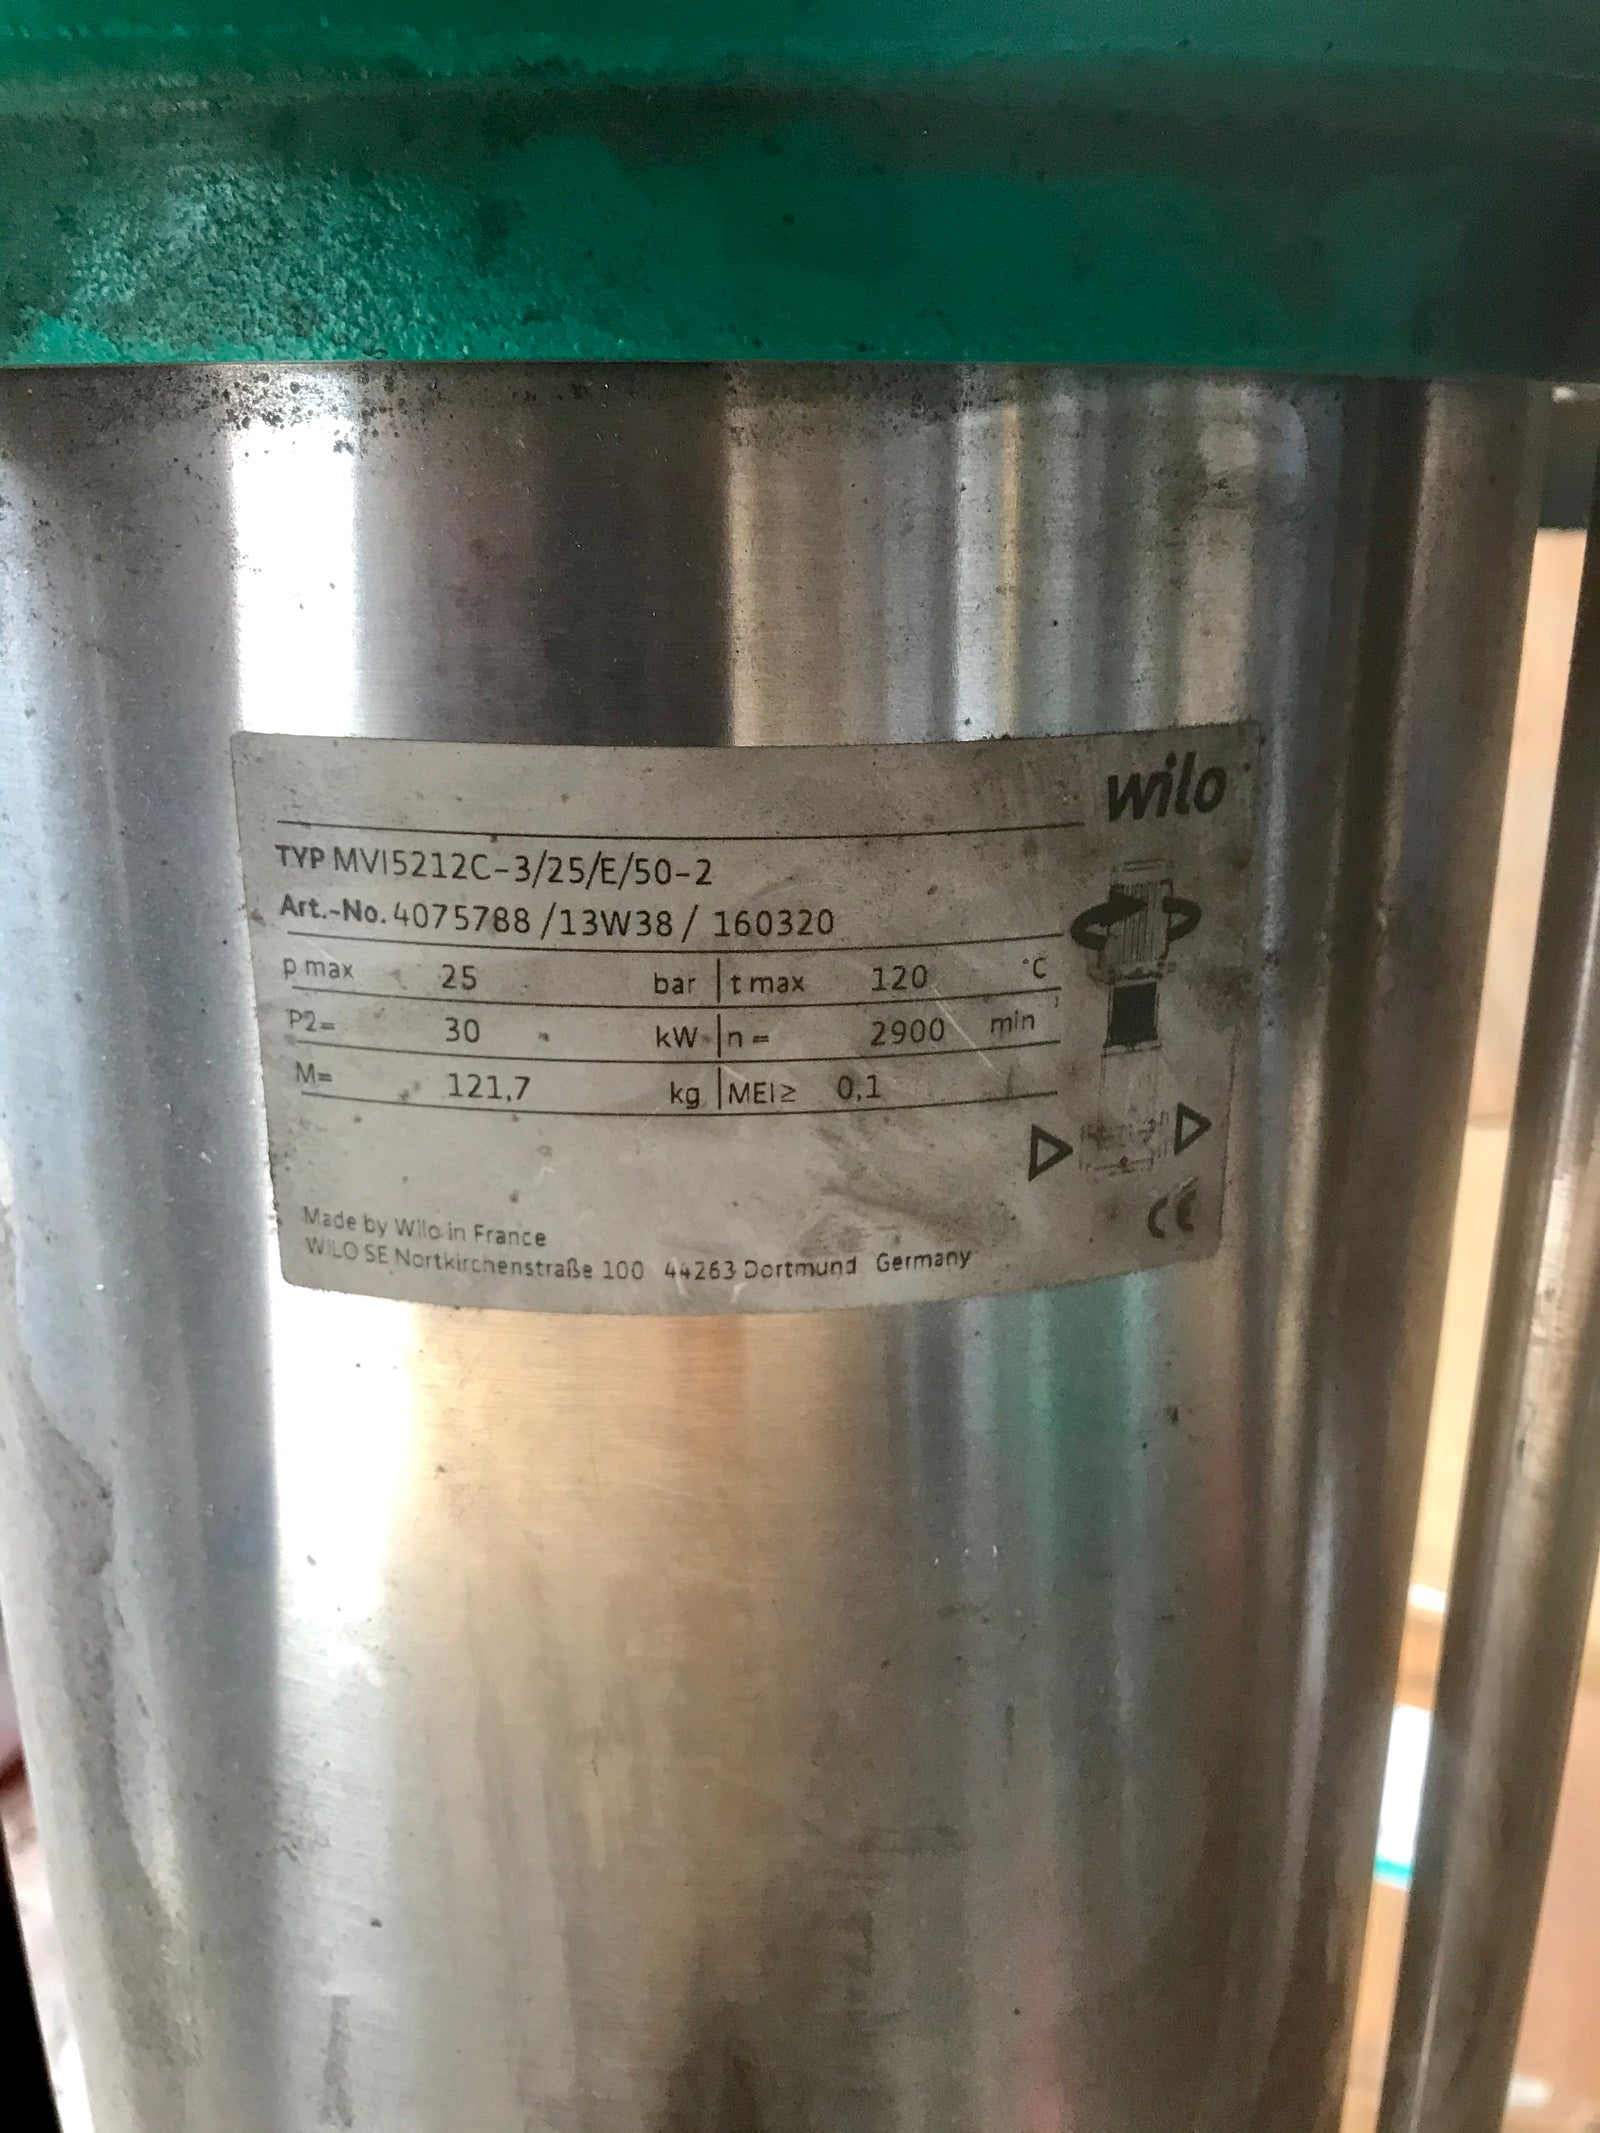 wilo
TYP MVI5212C-3/25/E/50-2
Art.-No. 4075788 /13W38/ 160320
p max 25 bar t max 120 °C
P2= 30 kW n = 2900 min
M= 121,7 kg MEI≥ 0,1
CE
Made by Wilo in France
WILO SE Nortkirchenstraße 100 44263 Dortmund Germany